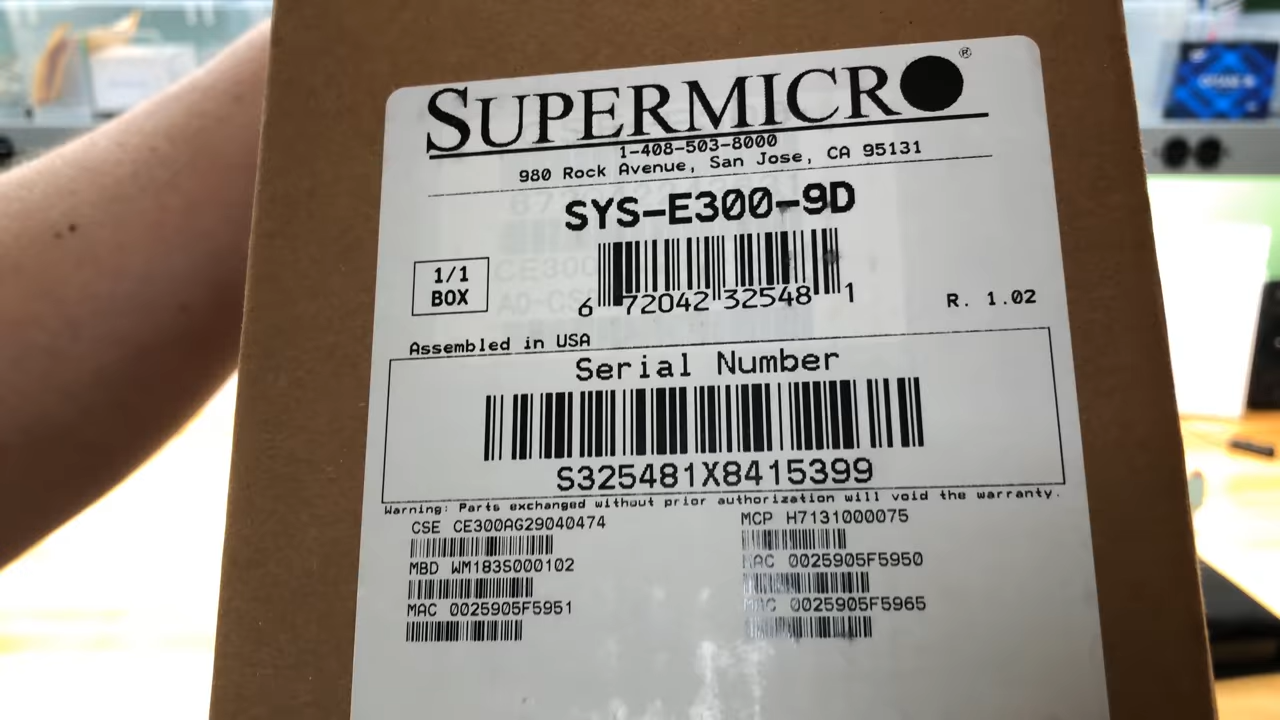 SUPERMICRO®
1-408-503-8000
980 Rock Avenue, San Jose, CA 95131
SYS-E300-9D
1/1
BOX
6 72042 32548 1
R. 1.02
Assembled in USA
Serial Number
S325481X8415399
Warning: Parts exchanged without prior authorization will void the warranty.
CSE CE300AG29040474
MCP H7131000075
MBD WM183S000102
MAC 0025905F5950
MAC 0025905F5951
MAC 0025905F5965